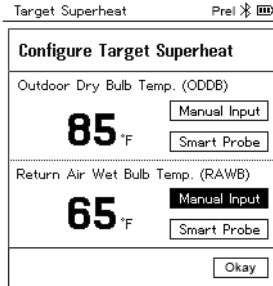 Target Superheat Prel
Configure Target Superheat
Outdoor Dry Bulb Temp. (ODDB)
85 °F
Manual Input
Smart Probe
Return Air Wet Bulb Temp. (RAWB)
65 °F
Manual Input
Smart Probe
Okay